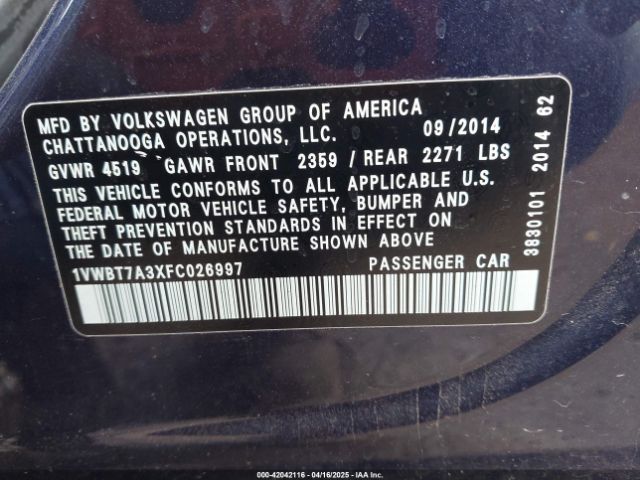 MFD BY VOLKSWAGEN GROUP OF AMERICA
CHATTANOOGA OPERATIONS, LLC. 09/2014
GVWR 4519 GAWR FRONT 2359 / REAR 2271 LBS
THIS VEHICLE CONFORMS TO ALL APPLICABLE U.S.
FEDERAL MOTOR VEHICLE SAFETY, BUMPER AND
THEFT PREVENTION STANDARDS IN EFFECT ON
THE DATE OF MANUFACTURE SHOWN ABOVE
1VWBT7A3XFC026997 PASSENGER CAR
3830101 2014 62
000-42042116 - 04/16/2025 - IAA Inc.